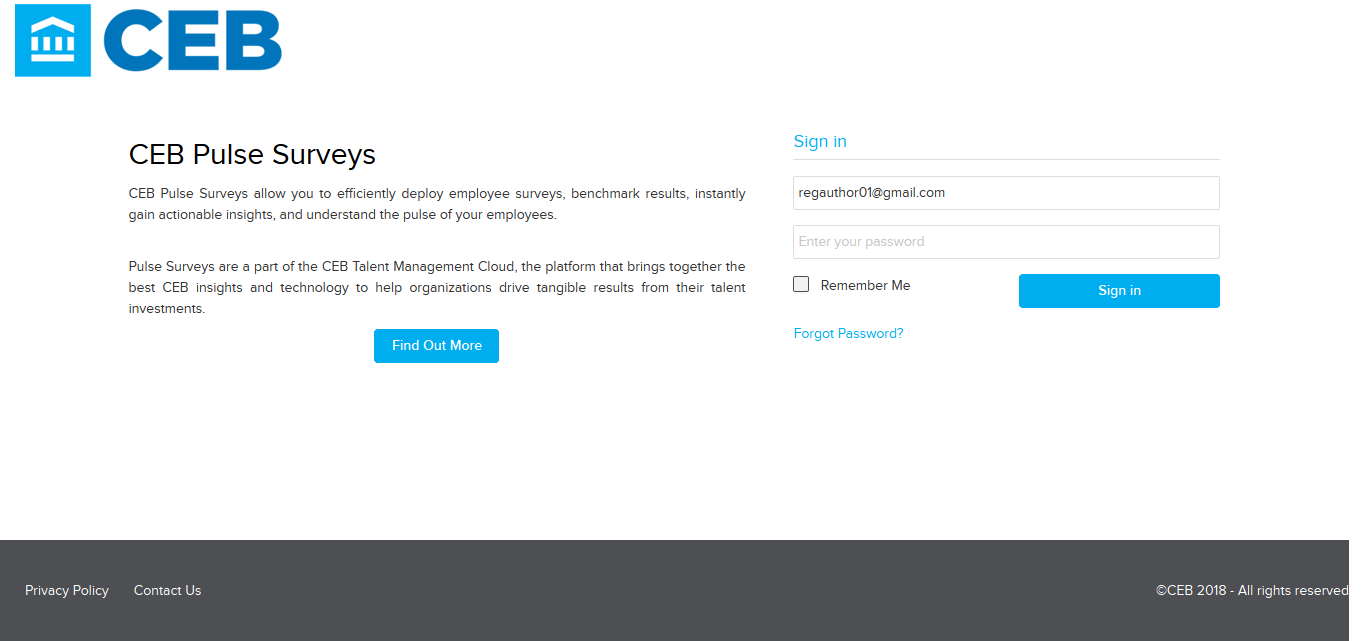 CEB
CEB Pulse Surveys
CEB Pulse Surveys allow you to efficiently deploy employee surveys, benchmark results, instantly
gain actionable insights, and understand the pulse of your employees.
Pulse Surveys are a part of the CEB Talent Management Cloud, the platform that brings together the
best CEB insights and technology to help organizations drive tangible results from their talent
investments.
Find Out More
Sign in
regauthor01@gmail.com
Enter your password
Remember Me
Sign in
Forgot Password?
Privacy Policy
Contact Us
©CEB 2018 - All rights reserved